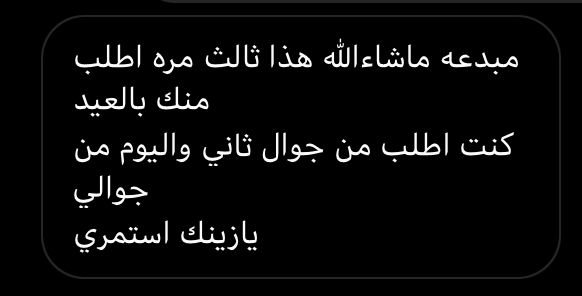 مبدعه ماشاءالله هذا ثالث مره اطلب
منك بالعيد
كنت اطلب من جوال ثاني واليوم من
جوالي
يازينك استمري